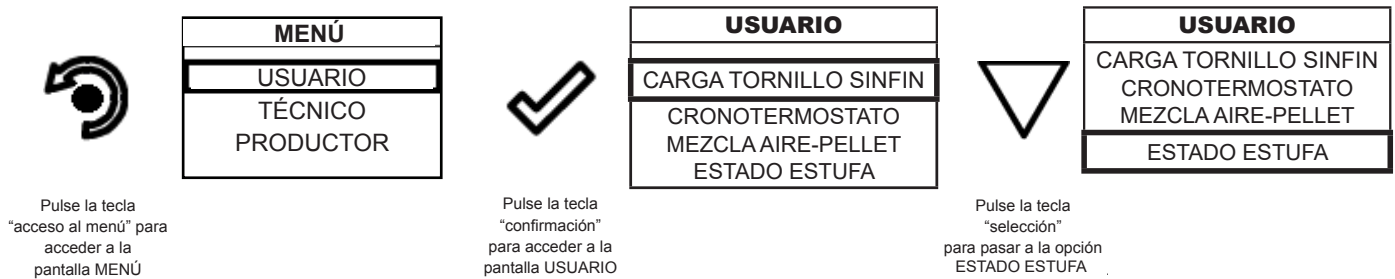 MENÚ
USUARIO
TÉCNICO
PRODUCTOR
Pulse la tecla
“acceso al menú” para
acceder a la
pantalla MENÚ
USUARIO
CARGA TORNILLO SINFIN
CRONOTERMOSTATO
MEZCLA AIRE-PELLET
ESTADO ESTUFA
Pulse la tecla
“confirmación”
para acceder a la
pantalla USUARIO
USUARIO
CARGA TORNILLO SINFIN
CRONOTERMOSTATO
MEZCLA AIRE-PELLET
ESTADO ESTUFA
Pulse la tecla
“selección”
para pasar a la opción
ESTADO ESTUFA .